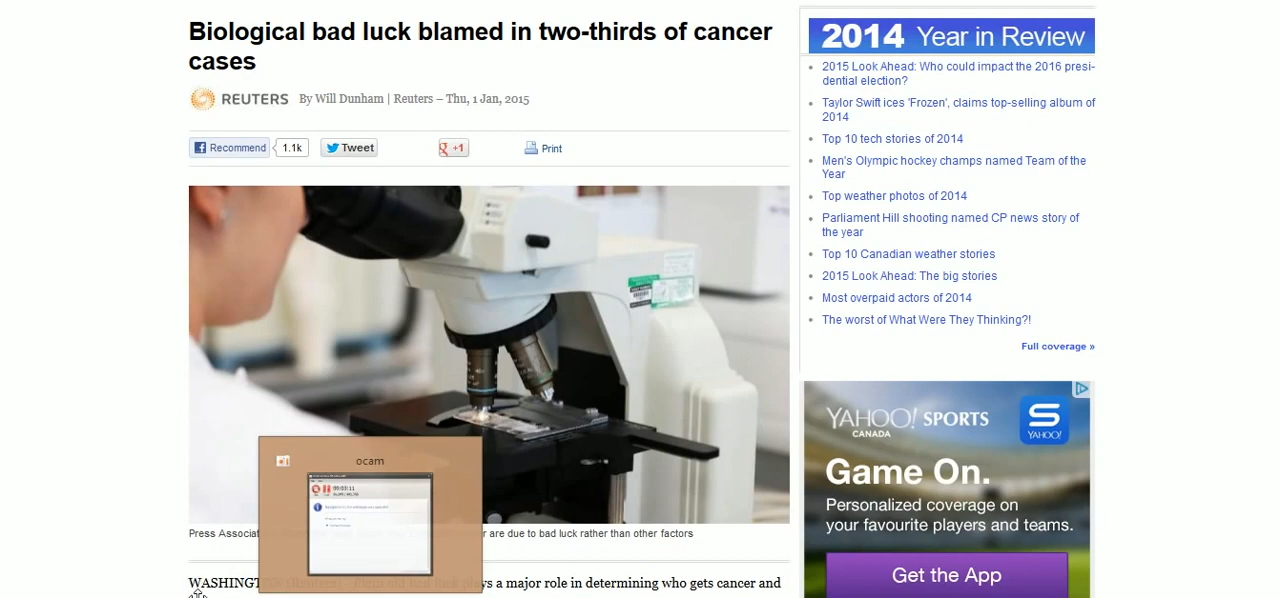 Biological bad luck blamed in two-thirds of cancer
cases
REUTERS By Will Dunham | Reuters – Thu, 1 Jan, 2015
Recommend 1.1k Tweet +1 Print
ocam
Press Associat
r are due to bad luck rather than other factors
WASHINGT
ys a major role in determining who gets cancer and
2014 Year in Review
2015 Look Ahead: Who could impact the 2016 presi-
dential election?
Taylor Swift ices 'Frozen', claims top-selling album of
2014
Top 10 tech stories of 2014
Men's Olympic hockey champs named Team of the
Year
Top weather photos of 2014
Parliament Hill shooting named CP news story of
the year
Top 10 Canadian weather stories
2015 Look Ahead: The big stories
Most overpaid actors of 2014
The worst of What Were They Thinking?!
Full coverage »
YAHOO! SPORTS
CANADA
S
YAHOO!
Game On.
Personalized coverage on
your favourite players and teams.
Get the App